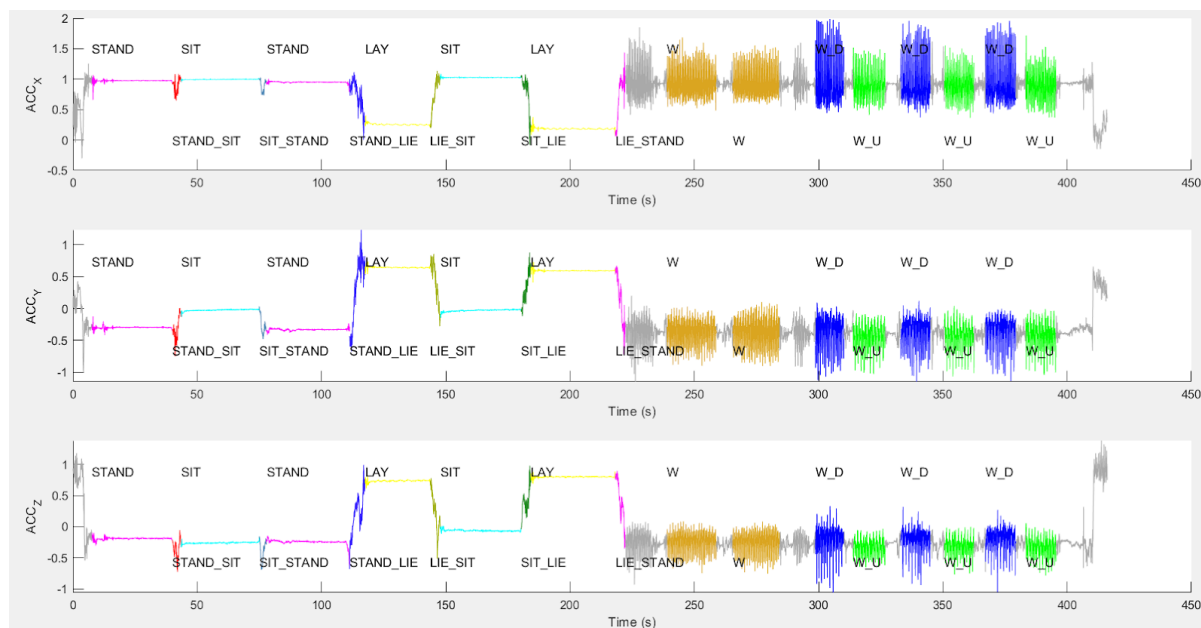 2
1.5
1
0.5
0
-0.5
ACC_X
STAND SIT STAND LAY SIT LAY W W_D W_D W_D
STAND_SIT SIT_STAND STAND_LIE LIE_SIT SIT_LIE LIE_STAND W W_U W_U W_U
0 50 100 150 200 250 300 350 400 450
Time (s)
1
0.5
0
-0.5
-1
ACC_Y
STAND SIT STAND LAY SIT LAY W W_D W_D W_D
STAND_SIT SIT_STAND STAND_LIE LIE_SIT SIT_LIE LIE_STAND W W_U W_U W_U
0 50 100 150 200 250 300 350 400 450
Time (s)
1
0.5
0
-0.5
-1
ACC_Z
STAND SIT STAND LAY SIT LAY W W_D W_D W_D
STAND_SIT SIT_STAND STAND_LIE LIE_SIT SIT_LIE LIE_STAND W W_U W_U W_U
0 50 100 150 200 250 300 350 400 450
Time (s)